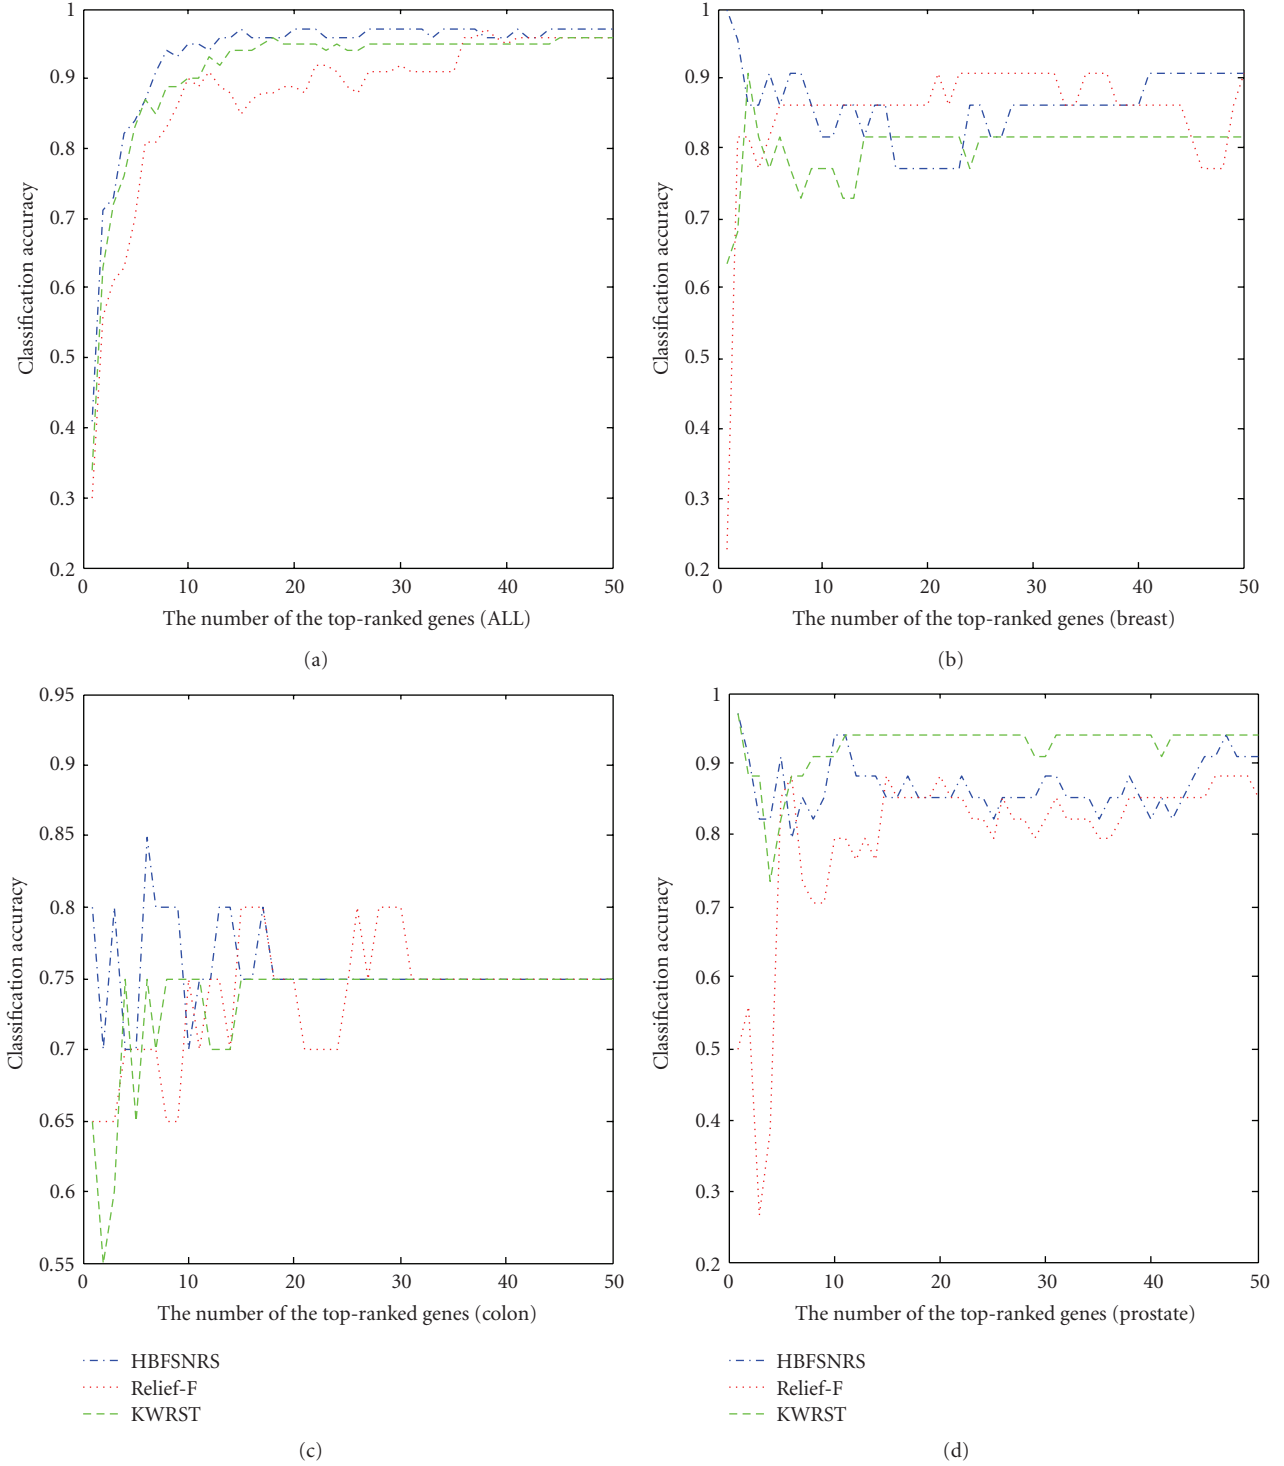 1
0.9
0.8
0.7
0.6
0.5
0.4
0.3
0.2
Classification accuracy
0 10 20 30 40 50
The number of the top-ranked genes (ALL)
(a)
1
0.9
0.8
0.7
0.6
0.5
0.4
0.3
0.2
Classification accuracy
0 10 20 30 40 50
The number of the top-ranked genes (breast)
(b)
0.95
0.9
0.85
0.8
0.75
0.7
0.65
0.6
0.55
Classification accuracy
0 10 20 30 40 50
The number of the top-ranked genes (colon)
HBFSNRS
Relief-F
KWRST
(c)
1
0.9
0.8
0.7
0.6
0.5
0.4
0.3
0.2
Classification accuracy
0 10 20 30 40 50
The number of the top-ranked genes (prostate)
HBFSNRS
Relief-F
KWRST
(d)